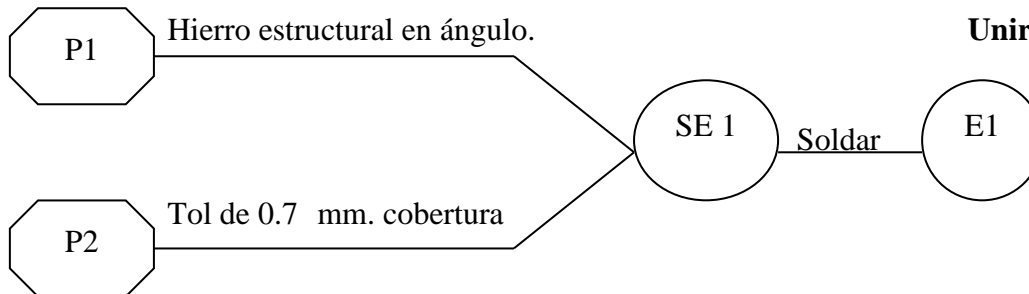 Hierro estructural en ángulo.
Unir
P1
SE 1
Soldar
E1
Tol de 0.7 mm. cobertura
P2